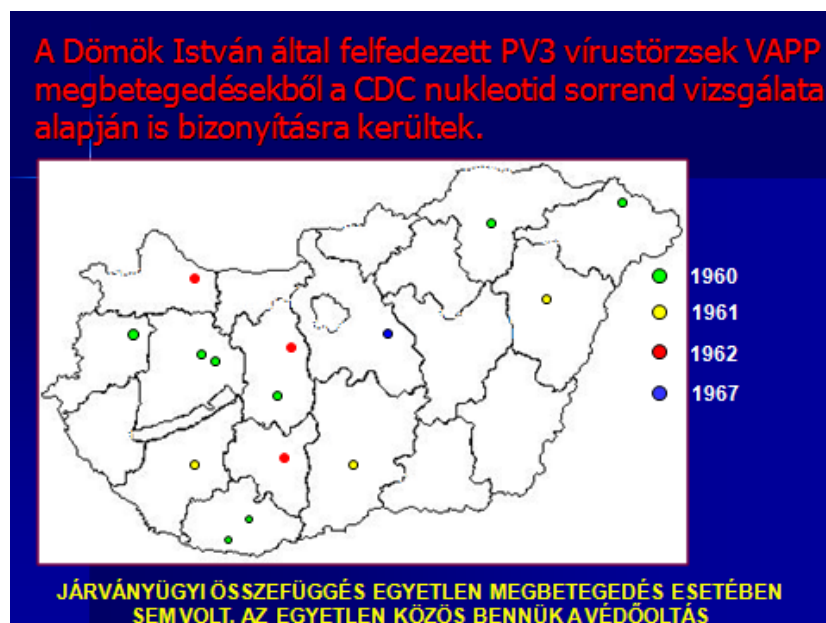 A Dömök István által felfedezett PV3 vírustörzsek VAPP
megbetegedésekből a CDC nukleotid sorrend vizsgálata
alapján is bizonyításra kerültek.
1960
1961
1962
1967
JÁRVÁNYÜGYI ÖSSZEFÜGGÉS EGYETLEN MEGBETEGEDÉS ESETÉBEN
SEM VOLT. AZ EGYETLEN KÖZÖS BENNÜK A VÉDŐOLTÁS